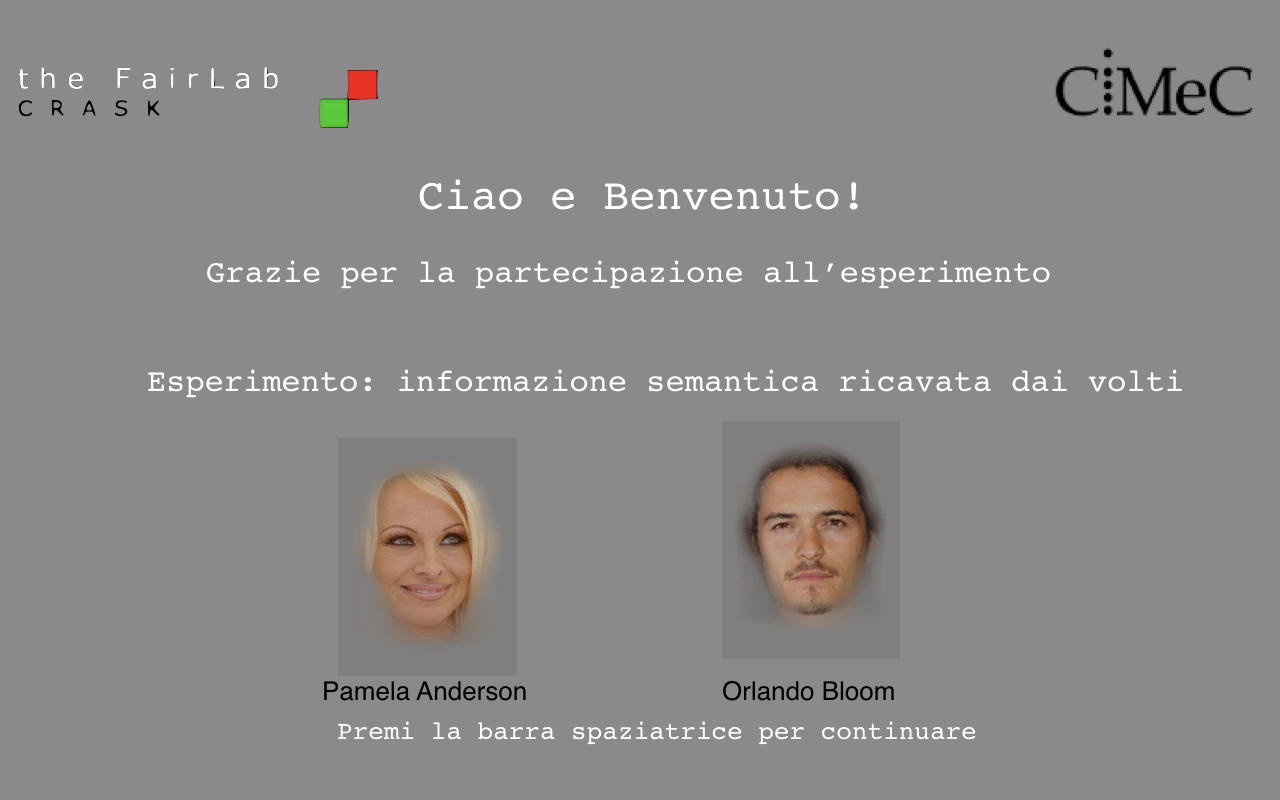 the FairLab
CRASK
CiMeC
Ciao e Benvenuto!
Grazie per la partecipazione all’esperimento
Esperimento: informazione semantica ricavata dai volti
Pamela Anderson
Orlando Bloom
Premi la barra spaziatrice per continuare